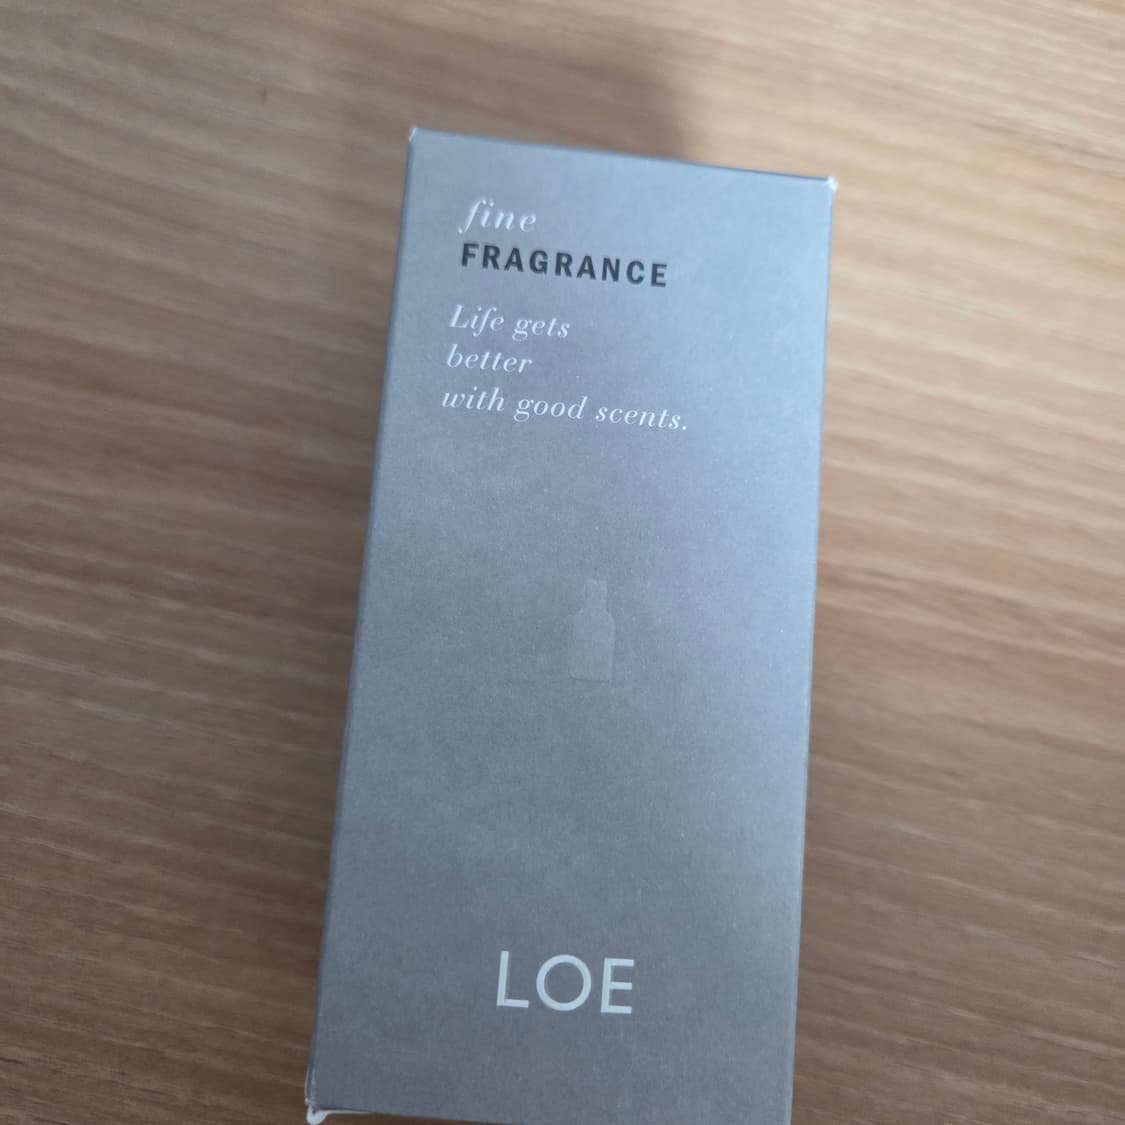 fine
FRAGRANCE
Life gets
better
with good scents.
LOE